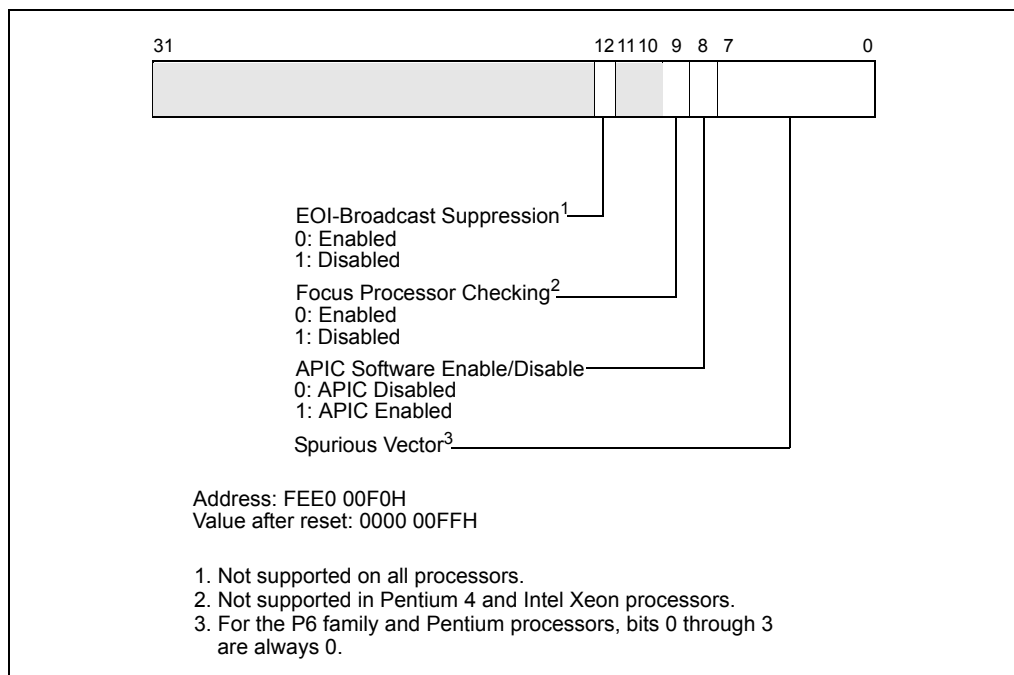 31 12 11 10 9 8 7 0
EOI-Broadcast Suppression1
0: Enabled
1: Disabled
Focus Processor Checking2
0: Enabled
1: Disabled
APIC Software Enable/Disable
0: APIC Disabled
1: APIC Enabled
Spurious Vector3
Address: FEE0 00F0H
Value after reset: 0000 00FFH
1. Not supported on all processors.
2. Not supported in Pentium 4 and Intel Xeon processors.
3. For the P6 family and Pentium processors, bits 0 through 3
are always 0.